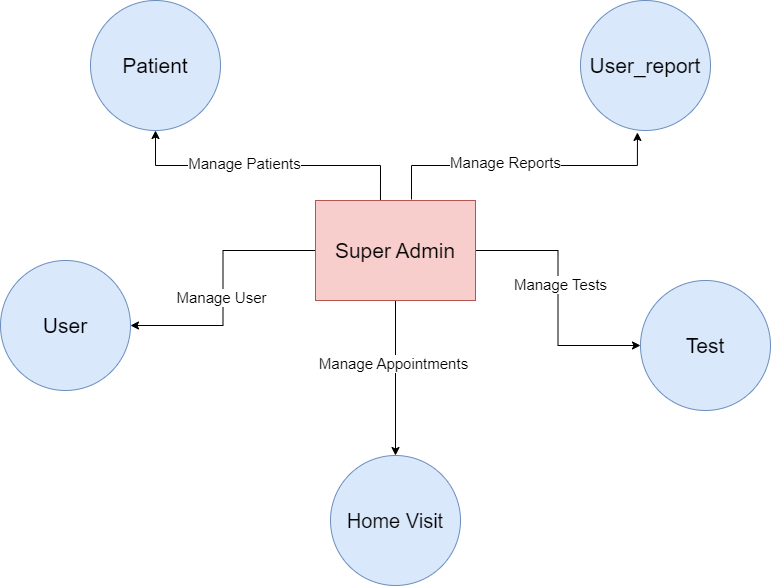 Patient
User_report
Manage Patients
Manage Reports
Super Admin
Manage Tests
Manage User
User
Test
Manage Appointments
Home Visit